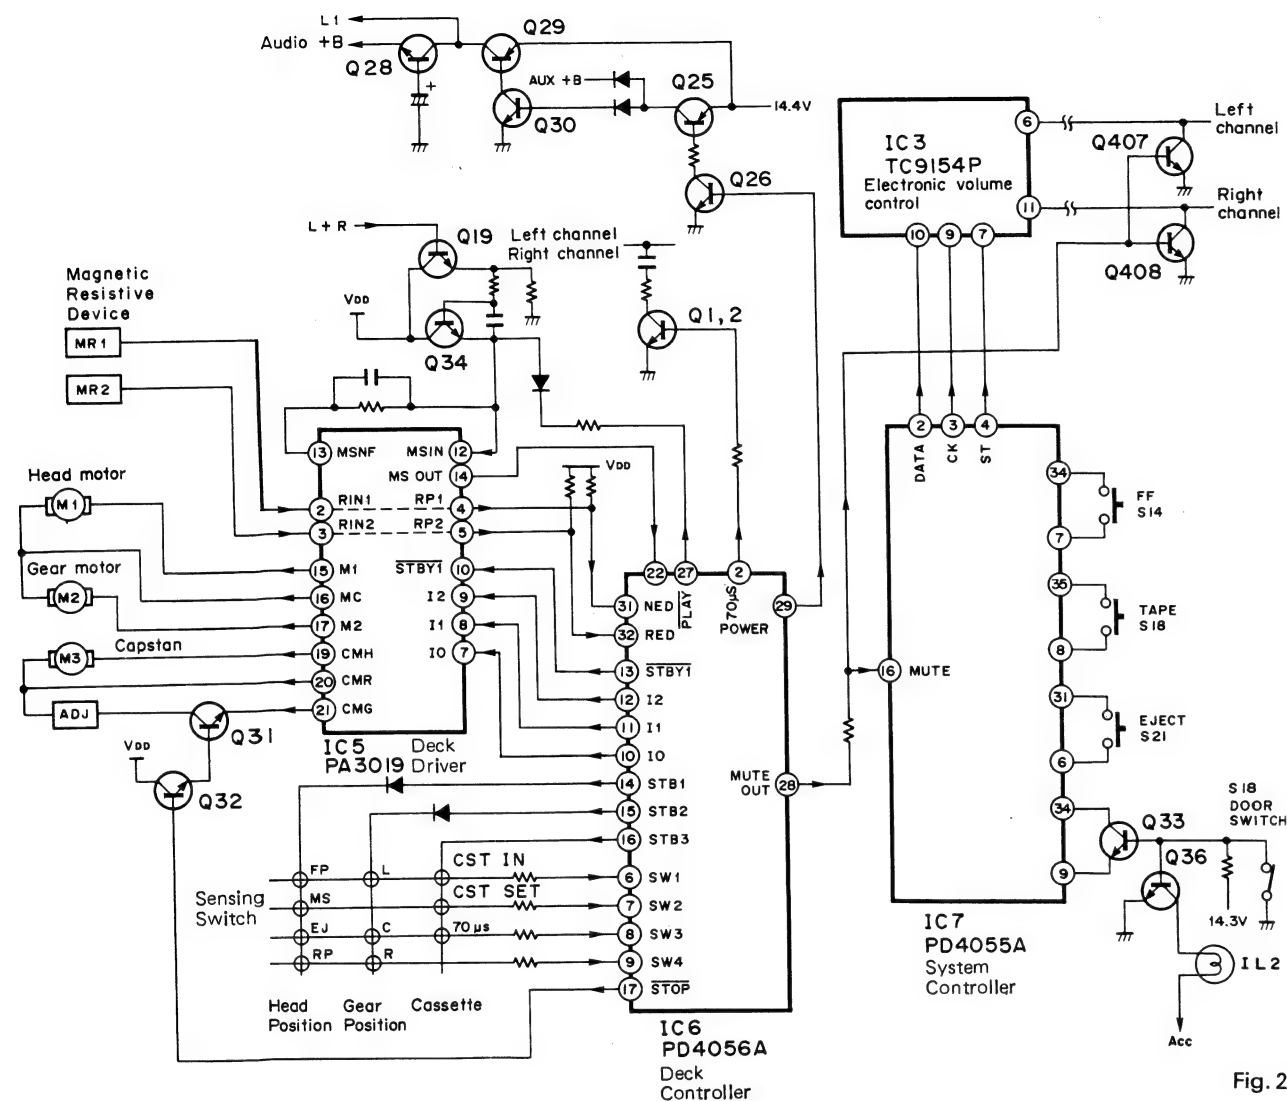 L1
Audio +B
Q28
Q29
+
AUX +B
Q25
14.4V
Q30
Q26
IC3
TC9154P
Electronic volume
control
6
11
10
9
7
Left
channel
Q407
Right
channel
Q408
L+R
Q19
Left channel
Right channel
Q1, 2
VDD
Q34
Magnetic
Resistive
Device
MR1
MR2
13 MSNF
MSIN 12
MS OUT 14
2 RIN1
RP1 4
3 RIN2
RP2 5
15 M1
STBY1 10
16 MC
I2 9
17 M2
I1 8
19 CMH
I0 7
20 CMR
21 CMG
IC5 Deck
PA3019 Driver
Head motor
M1
Gear motor
M2
Capstan
M3
ADJ
Q31
VDD
Q32
VDD
22
27
2
PLAY
70μS
POWER
29
31 NED
32 RED
13 STBY1
12 I2
11 I1
10 I0
14 STB1
15 STB2
16 STB3
6 SW1
7 SW2
8 SW3
9 SW4
17 STOP
MUTE
OUT
28
IC6
PD4056A
Deck
Controller
Sensing
Switch
FP
L
CST IN
MS
CST SET
EJ
C
70μs
RP
R
Head
Position
Gear
Position
Cassette
2
3
4
DATA
CK
ST
16 MUTE
34
7
FF
S14
35
8
TAPE
S18
31
6
EJECT
S21
34
9
Q33
Q36
S18
DOOR
SWITCH
14.3V
IL2
Acc
IC7
PD4055A
System
Controller
Fig. 2